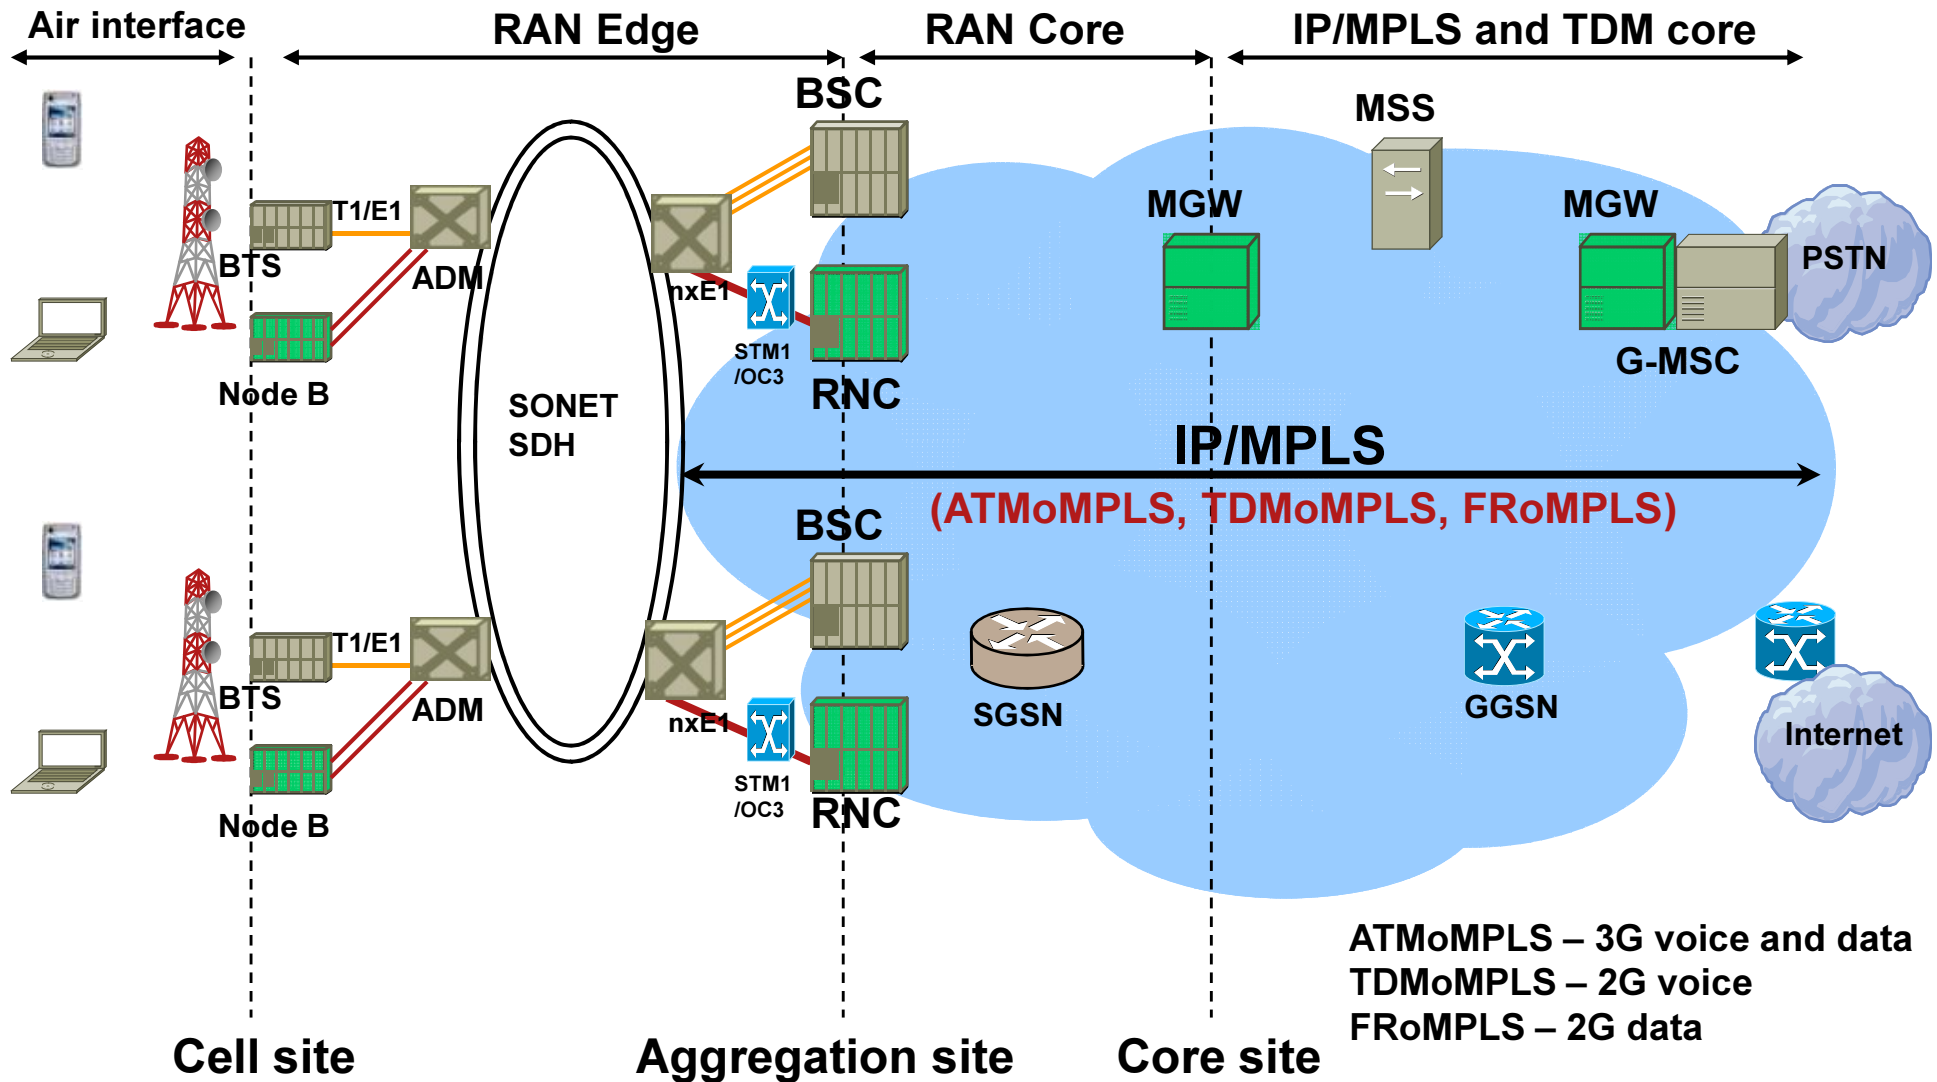 Air interface
RAN Edge
RAN Core
IP/MPLS and TDM core
BSC
MSS
T1/E1
MGW
MGW
BTS
ADM
nxE1
PSTN
STM1
/OC3
G-MSC
Node B
RNC
SONET
SDH
IP/MPLS
(ATMoMPLS, TDMoMPLS, FRoMPLS)
BSC
T1/E1
BTS
ADM
nxE1
SGSN
GGSN
Internet
STM1
/OC3
Node B
RNC
ATMoMPLS – 3G voice and data
TDMoMPLS – 2G voice
FRoMPLS – 2G data
Cell site
Aggregation site
Core site